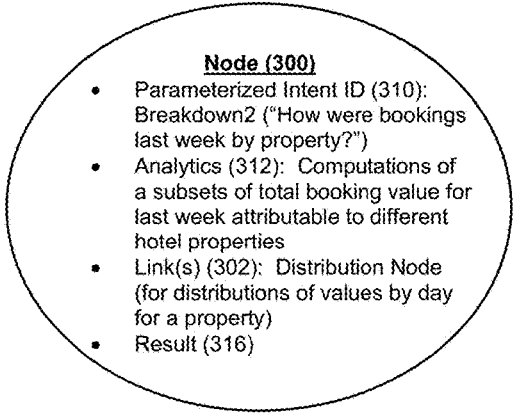 Node (300)
• Parameterized Intent ID (310):
Breakdown2 ("How were bookings
last week by property?")
• Analytics (312): Computations of
a subsets of total booking value for
last week attributable to different
hotel properties
• Link(s) (302): Distribution Node
(for distributions of values by day
for a property)
• Result (316)